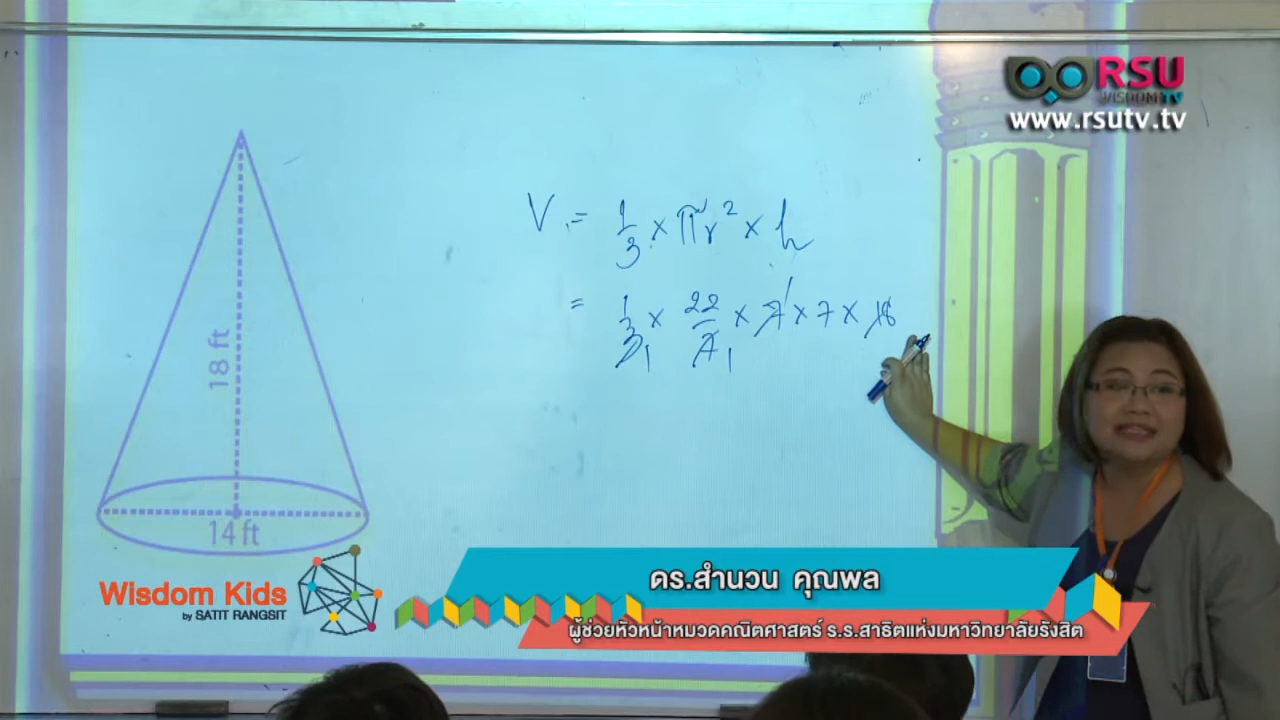 RSU
WISDOM TV
www.rsutv.tv
V = 1/3 × πr² × h
= 1/3 1 × 22/7 1 × 7 1 × 7 × 18
18 ft
14 ft
Wisdom Kids
by SATIT RANGSIT
ดร.สำนวน คุณพล
ผู้ช่วยหัวหน้าหมวดคณิตศาสตร์ ร.ร.สาธิตแห่งมหาวิทยาลัยรังสิต